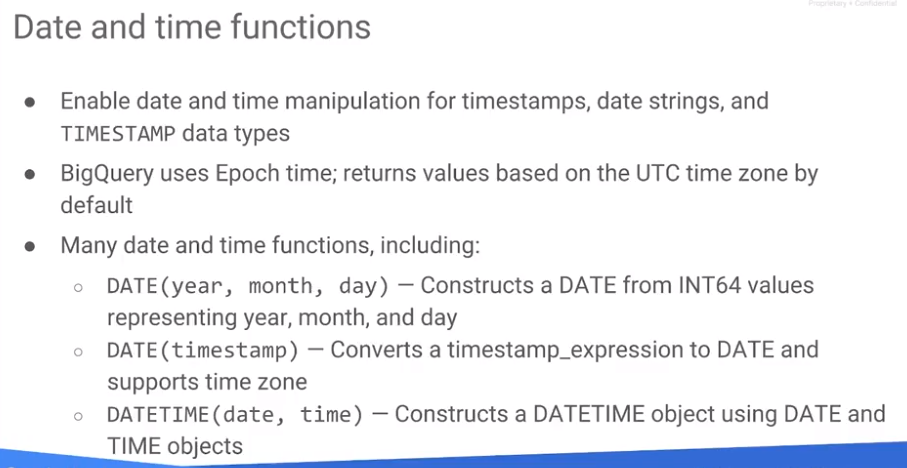 Proprietary + Confidential
Date and time functions
● Enable date and time manipulation for timestamps, date strings, and
TIMESTAMP data types
● BigQuery uses Epoch time; returns values based on the UTC time zone by
default
● Many date and time functions, including:
○ DATE(year, month, day) — Constructs a DATE from INT64 values
representing year, month, and day
○ DATE(timestamp) — Converts a timestamp_expression to DATE and
supports time zone
○ DATETIME(date, time) — Constructs a DATETIME object using DATE and
TIME objects